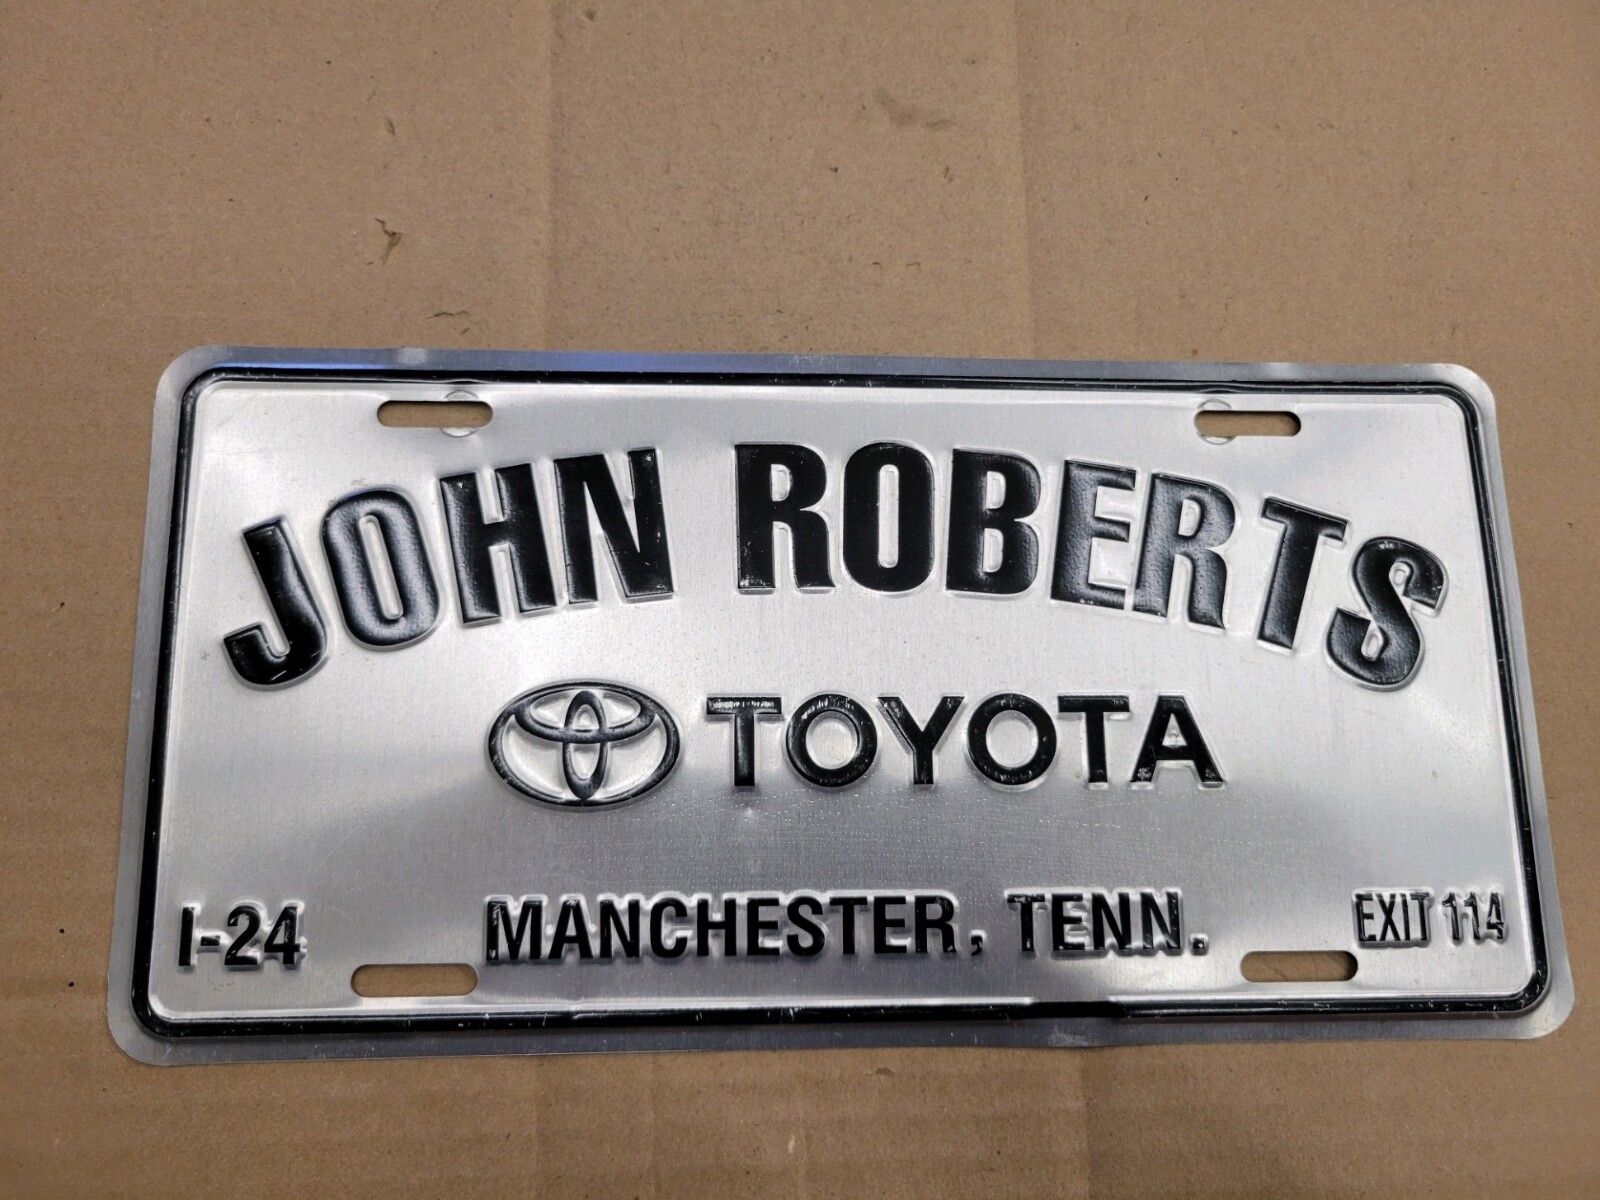 JOHN ROBERTS
TOYOTA
I-24 MANCHESTER, TENN. EXIT 114